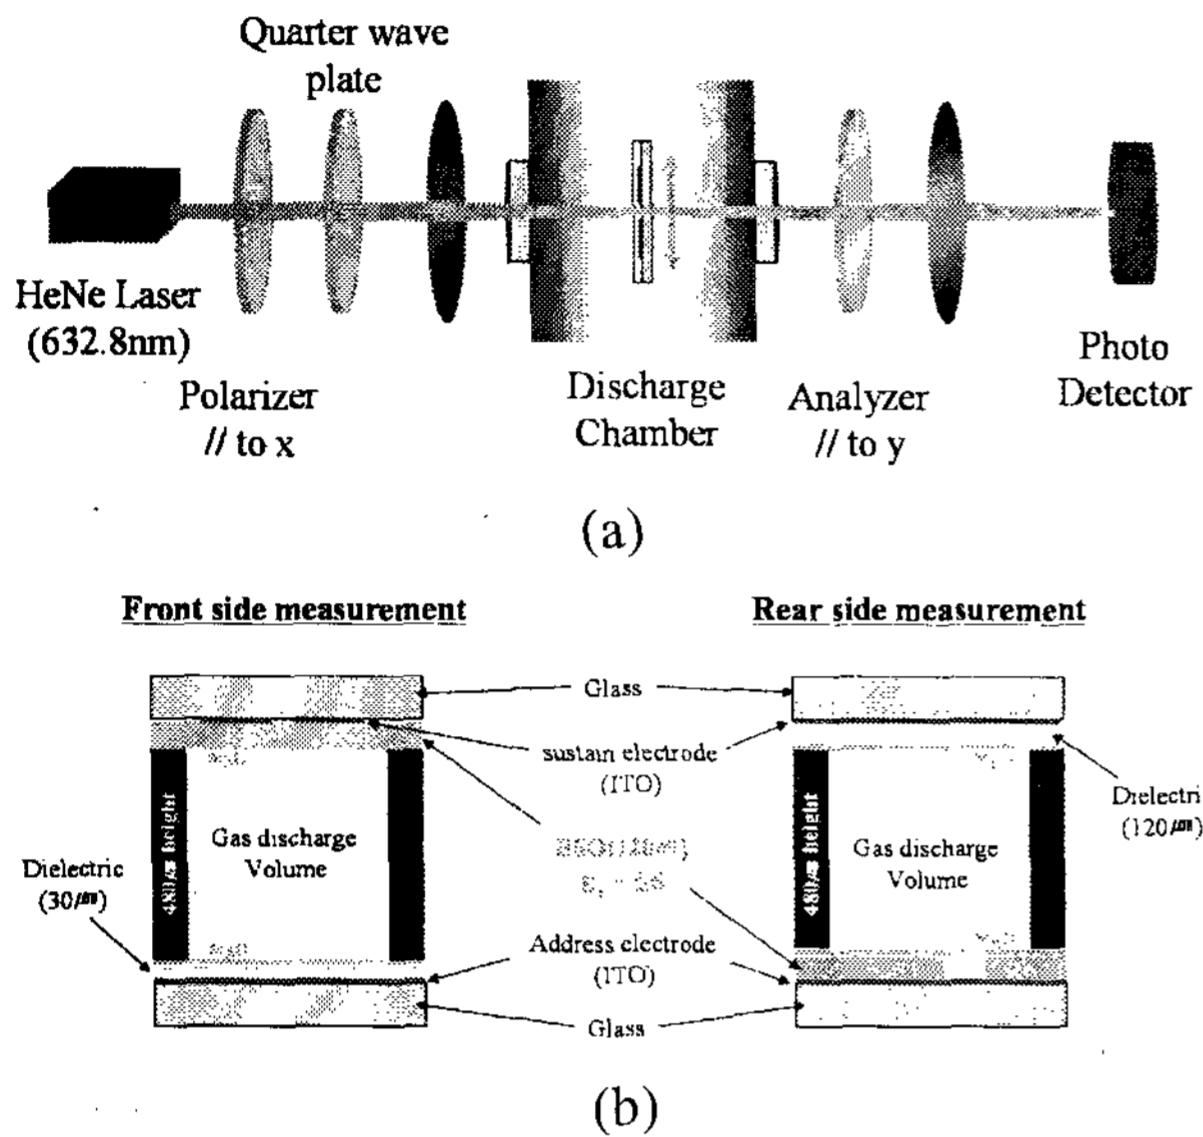 Quarter wave
plate
HeNe Laser
(632.8nm)
Polarizer
// to x
Discharge
Chamber
Analyzer
// to y
Photo
Detector
(a)
Front side measurement
Rear side measurement
Glass
sustain electrode
(ITO)
Dielectri
(120㎛)
480㎛ height
Gas discharge
Volume
480㎛ height
Gas discharge
Volume
Dielectric
(30㎛)
Address electrode
(ITO)
Glass
(b)